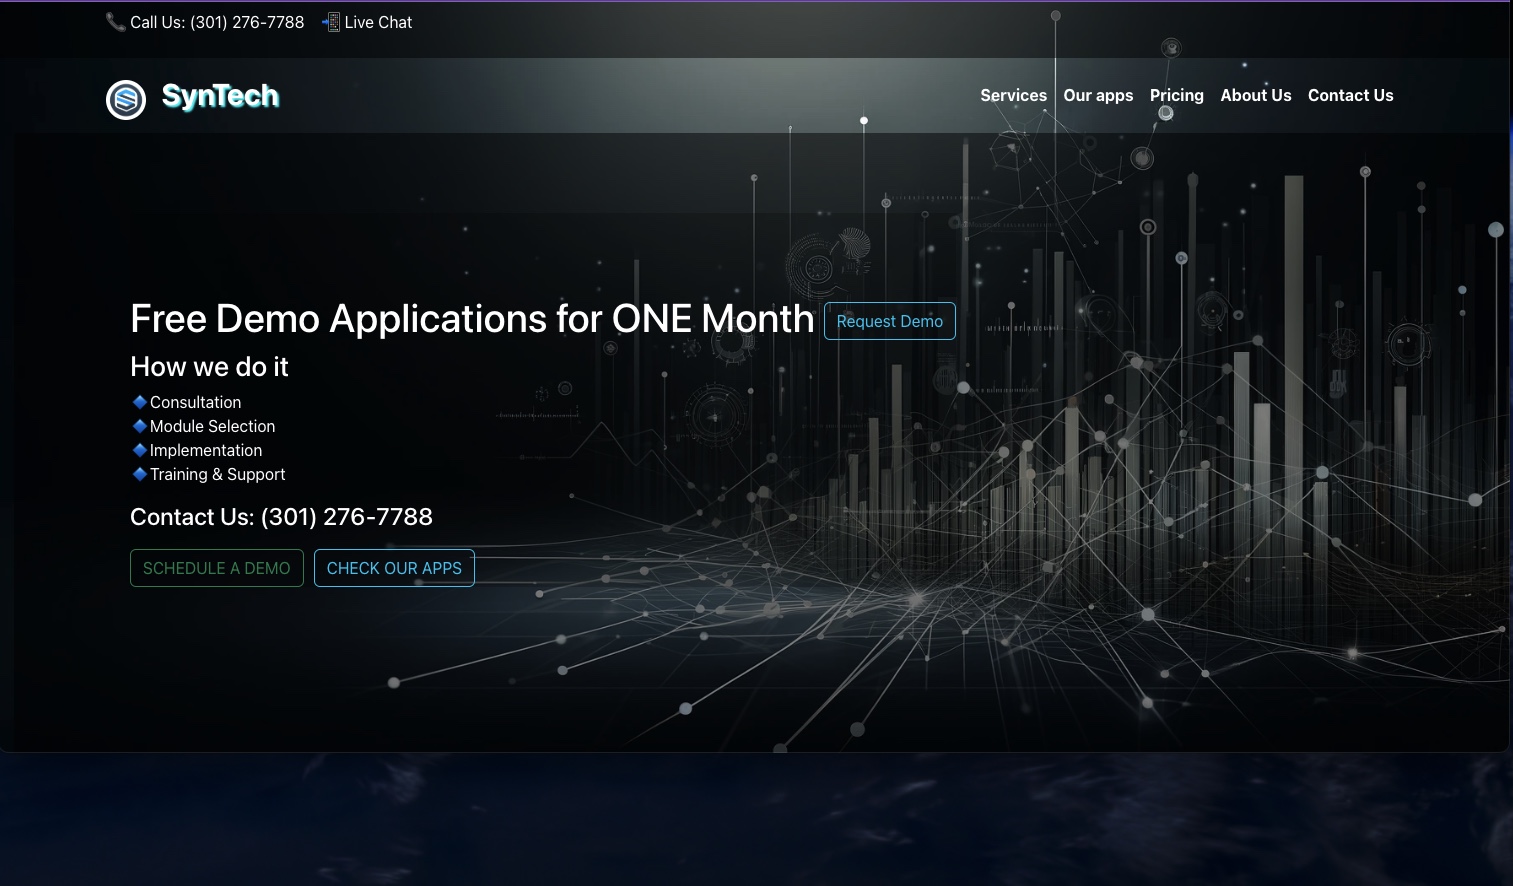 Call Us: (301) 276-7788 Live Chat
SynTech
Services Our apps Pricing About Us Contact Us
Free Demo Applications for ONE Month Request Demo
How we do it
Consultation
Module Selection
Implementation
Training & Support
Contact Us: (301) 276-7788
SCHEDULE A DEMO CHECK OUR APPS